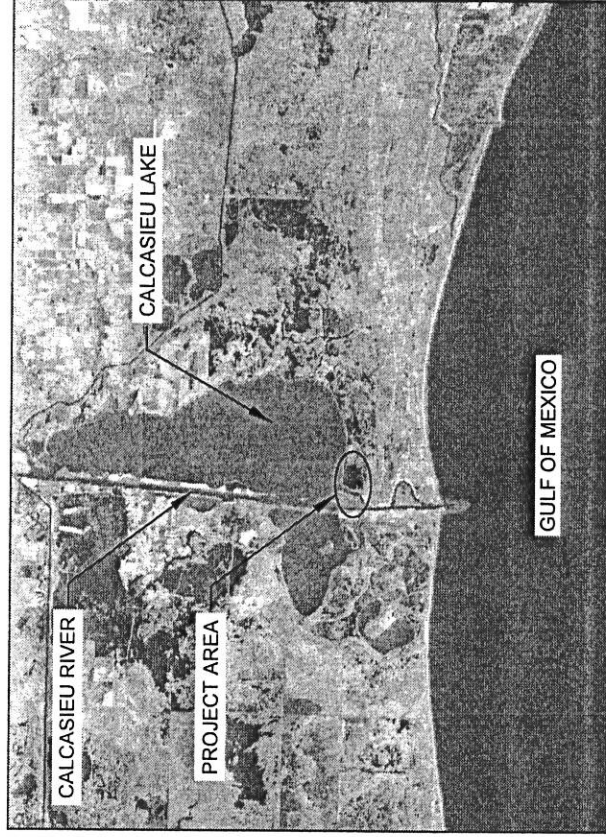 CALCASIEU RIVER
PROJECT AREA
CALCASIEU LAKE
GULF OF MEXICO